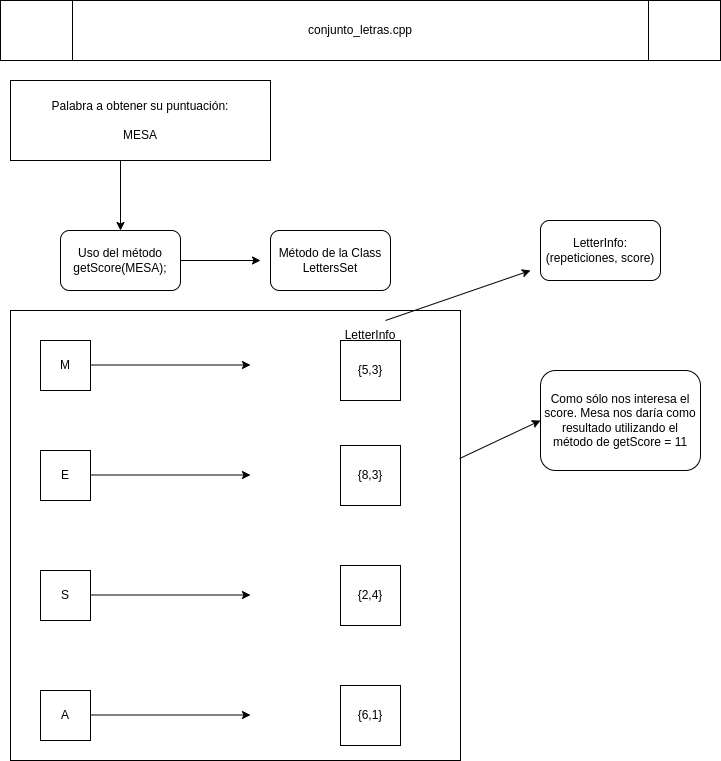 conjunto_letras.cpp
Palabra a obtener su puntuación:
MESA
Uso del método
getScore(MESA);
Método de la Class
LettersSet
LetterInfo:
(repeticiones, score)
LetterInfo
M
{5,3}
Como sólo nos interesa el
score. Mesa nos daría como
resultado utilizando el
método de getScore = 11
E
{8,3}
S
{2,4}
A
{6,1}